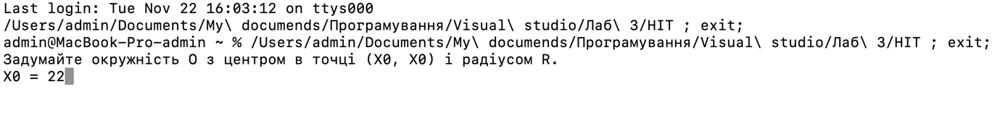 Last login: Tue Nov 22 16:03:12 on ttys000
/Users/admin/Documents/My\ documends/Програмування/Visual\ studio/Лаб\ 3/HIT ; exit;
admin@MacBook-Pro-admin ~ % /Users/admin/Documents/My\ documends/Програмування/Visual\ studio/Лаб\ 3/HIT ; exit;
Задумайте окружність О з центром в точці (X0, X0) і радіусом R.
X0 = 22